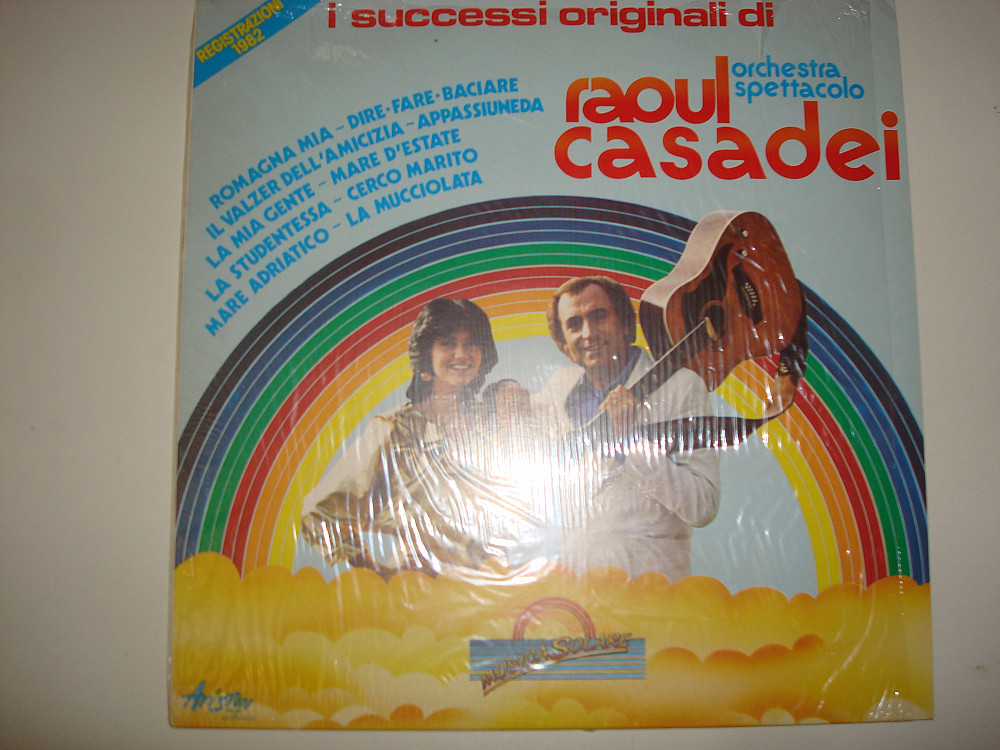 REGISTRAZIONI
1982
i successi originali di
raoul
casadei
orchestra
spettacolo
ROMAGNA MIA ~ DIRE·FARE·BACIARE
IL VALZER DELL'AMICIZIA ~ APPASSIUNEDA
LA MIA GENTE ~ MARE D'ESTATE
LA STUDENTESSA ~ CERCO MARITO
MARE ADRIATICO ~ LA MUCCIOLATA
MUSICA SOLARE
Ariston